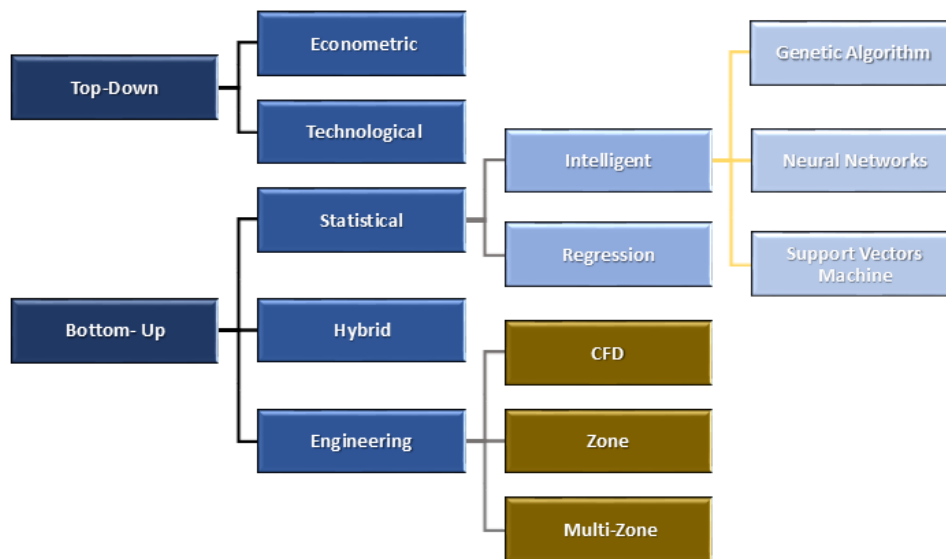 Top-Down
Econometric
Technological
Bottom- Up
Statistical
Hybrid
Engineering
Intelligent
Regression
CFD
Zone
Multi-Zone
Genetic Algorithm
Neural Networks
Support Vectors
Machine